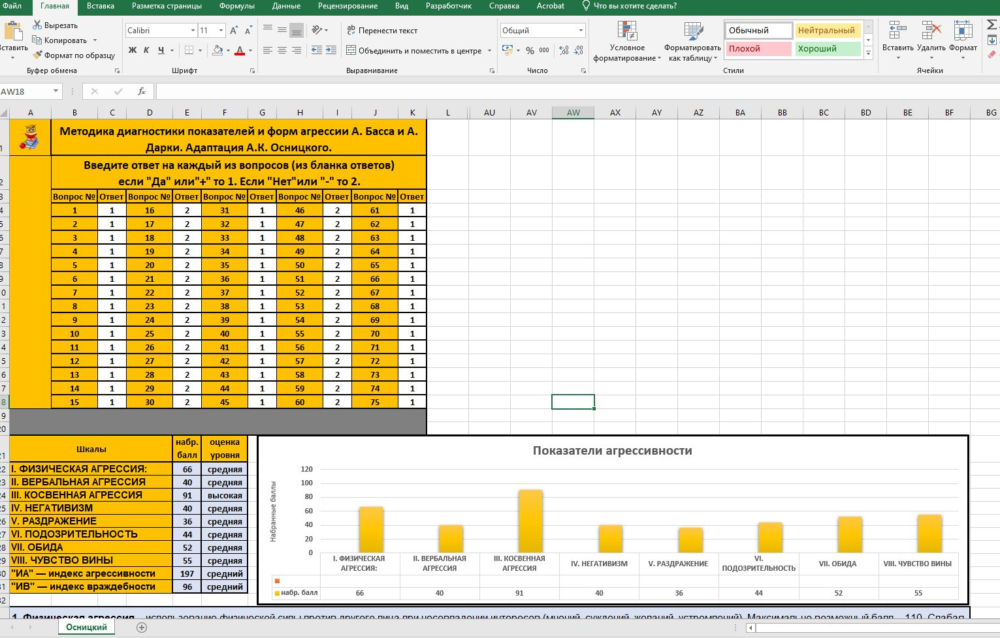 Файл Главная Вставка Разметка страницы Формулы Данные Рецензирование Вид Разработчик Справка Acrobat Что вы хотите сделать?
Вырезать
Копировать
Формат по образцу
Буфер обмена
Calibri 11
Ж К Ч
Шрифт
Перенести текст
Объединить и поместить в центре
Выравнивание
Общий
% 000
Число
Условное форматирование
Форматировать как таблицу
Обычный Нейтральный
Плохой Хороший
Стили
Вставить Удалить Формат
Ячейки
AW18 fx
A B C D E F G H I J K L AU AV AW AX AY AZ BA BB BC BD BE BF BG
Методика диагностики показателей и форм агрессии А. Басса и А.
Дарки. Адаптация А.К. Осницкого.
Введите ответ на каждый из вопросов (из бланка ответов)
если "Да" или"+" то 1. Если "Нет"или "-" то 2.
Вопрос № Ответ Вопрос № Ответ Вопрос № Ответ Вопрос № Ответ Вопрос № Ответ
1 1 16 2 31 1 46 2 61 1
2 1 17 2 32 1 47 2 62 1
3 1 18 2 33 1 48 2 63 1
4 1 19 2 34 1 49 2 64 1
5 1 20 2 35 1 50 2 65 1
6 1 21 2 36 1 51 2 66 1
7 1 22 2 37 1 52 2 67 1
8 1 23 2 38 1 53 2 68 1
9 1 24 2 39 1 54 2 69 1
10 1 25 2 40 1 55 2 70 1
11 1 26 2 41 1 56 2 71 1
12 1 27 2 42 1 57 2 72 1
13 1 28 2 43 1 58 2 73 1
14 1 29 2 44 1 59 2 74 1
15 1 30 2 45 1 60 2 75 1
Шкалы набр. балл оценка уровня
I. ФИЗИЧЕСКАЯ АГРЕССИЯ: 66 средняя
II. ВЕРБАЛЬНАЯ АГРЕССИЯ 40 средняя
III. КОСВЕННАЯ АГРЕССИЯ 91 высокая
IV. НЕГАТИВИЗМ 40 средняя
V. РАЗДРАЖЕНИЕ 36 средняя
VI. ПОДОЗРИТЕЛЬНОСТЬ 44 средняя
VII. ОБИДА 52 средняя
VIII. ЧУВСТВО ВИНЫ 55 средняя
"ИА" — индекс агрессивности 197 средний
"ИВ" — индекс враждебности 96 средний
Показатели агрессивности
Набранные баллы
120
100
80
60
40
20
0
I. ФИЗИЧЕСКАЯ АГРЕССИЯ: II. ВЕРБАЛЬНАЯ АГРЕССИЯ III. КОСВЕННАЯ АГРЕССИЯ IV. НЕГАТИВИЗМ V. РАЗДРАЖЕНИЕ VI. ПОДОЗРИТЕЛЬНОСТЬ VII. ОБИДА VIII. ЧУВСТВО ВИНЫ
набр. балл 66 40 91 40 36 44 52 55
1. Физическая агрессия – использование физической силы против другого лица при несовпадении интересов (мнений, суждений, желаний, устремлений). Максимально возможный балл – 110. Слабая
Осницкий